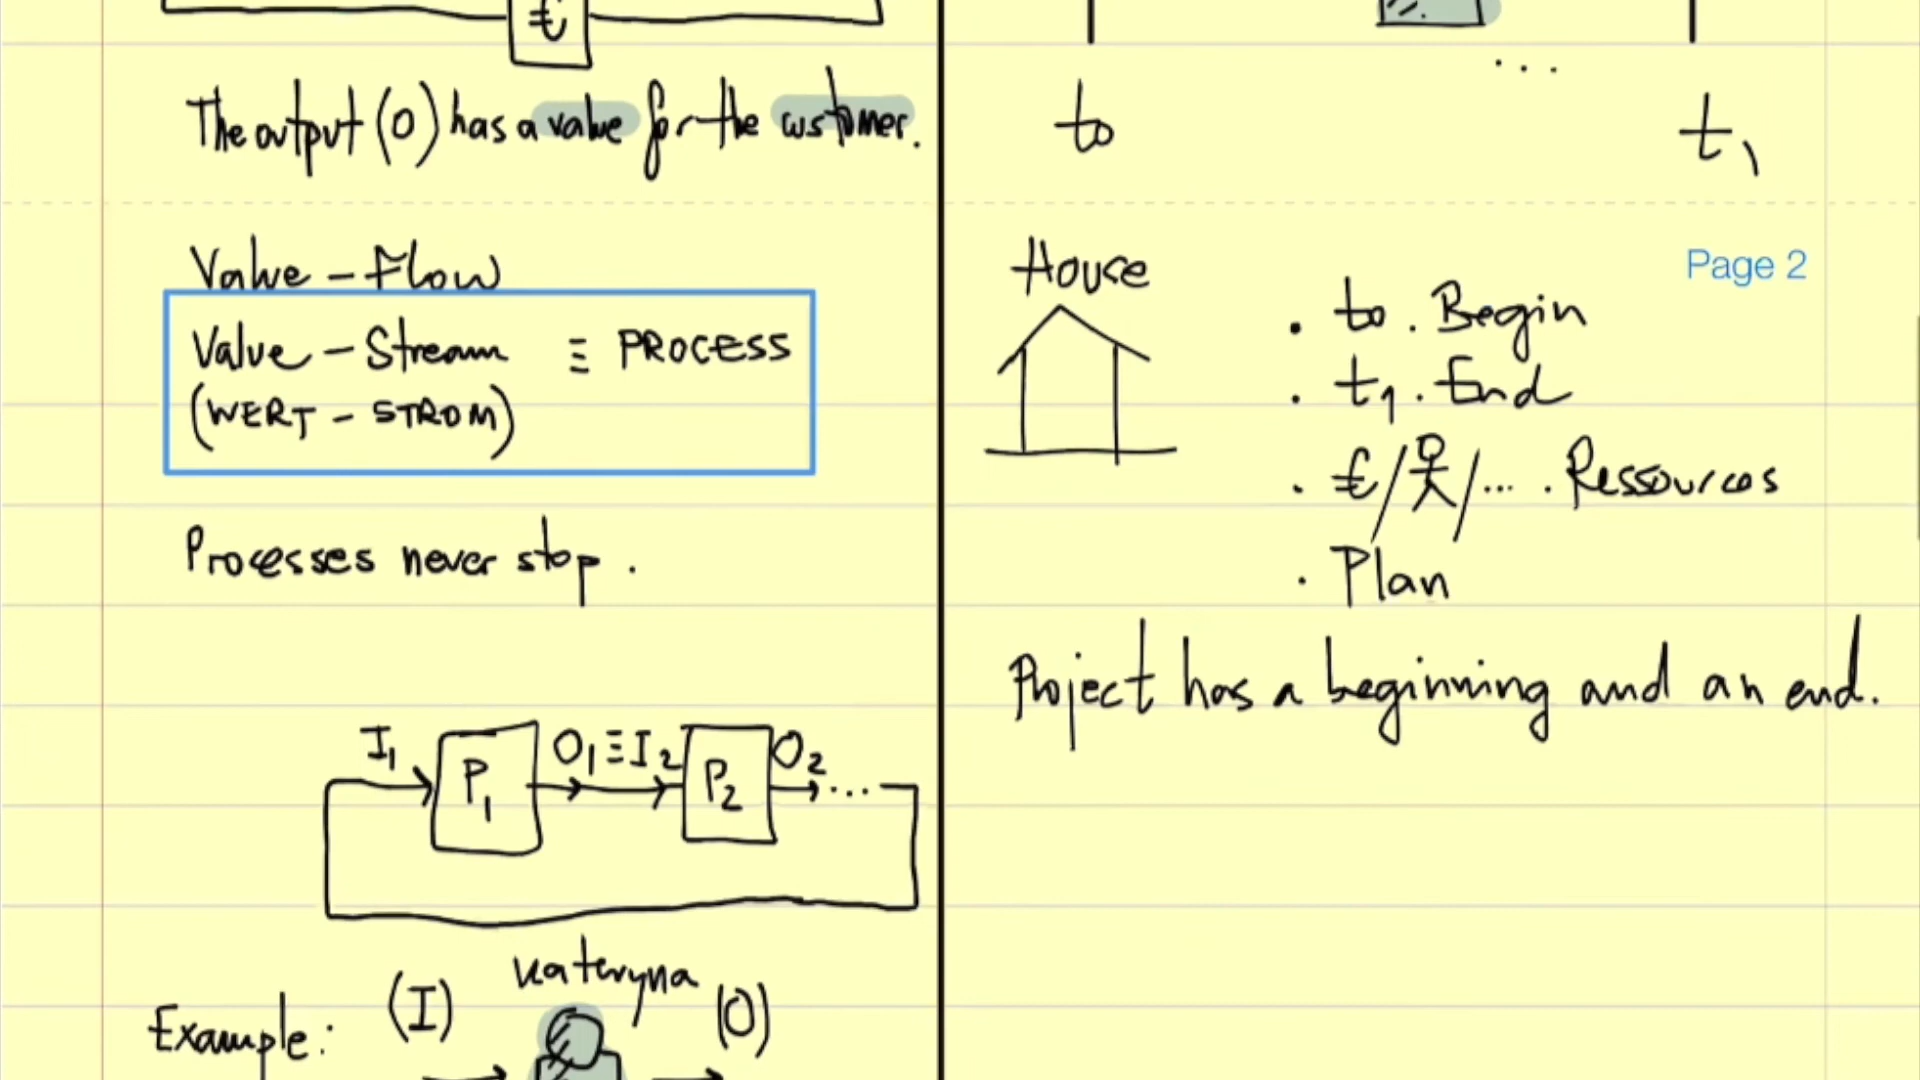 €
The output (O) has a value for the customer.
Value - Flow
Value - Stream ≡ PROCESS
(WERT - STROM)
Processes never stop.
I1 P1 O1 ≡ I2 P2 O2 ...
Kateryna
Example: (I) (O)
...
to t1
House
Page 2
· to . Begin
· t1 . End
· €/ /... . Ressources
· Plan
Project has a beginning and an end.